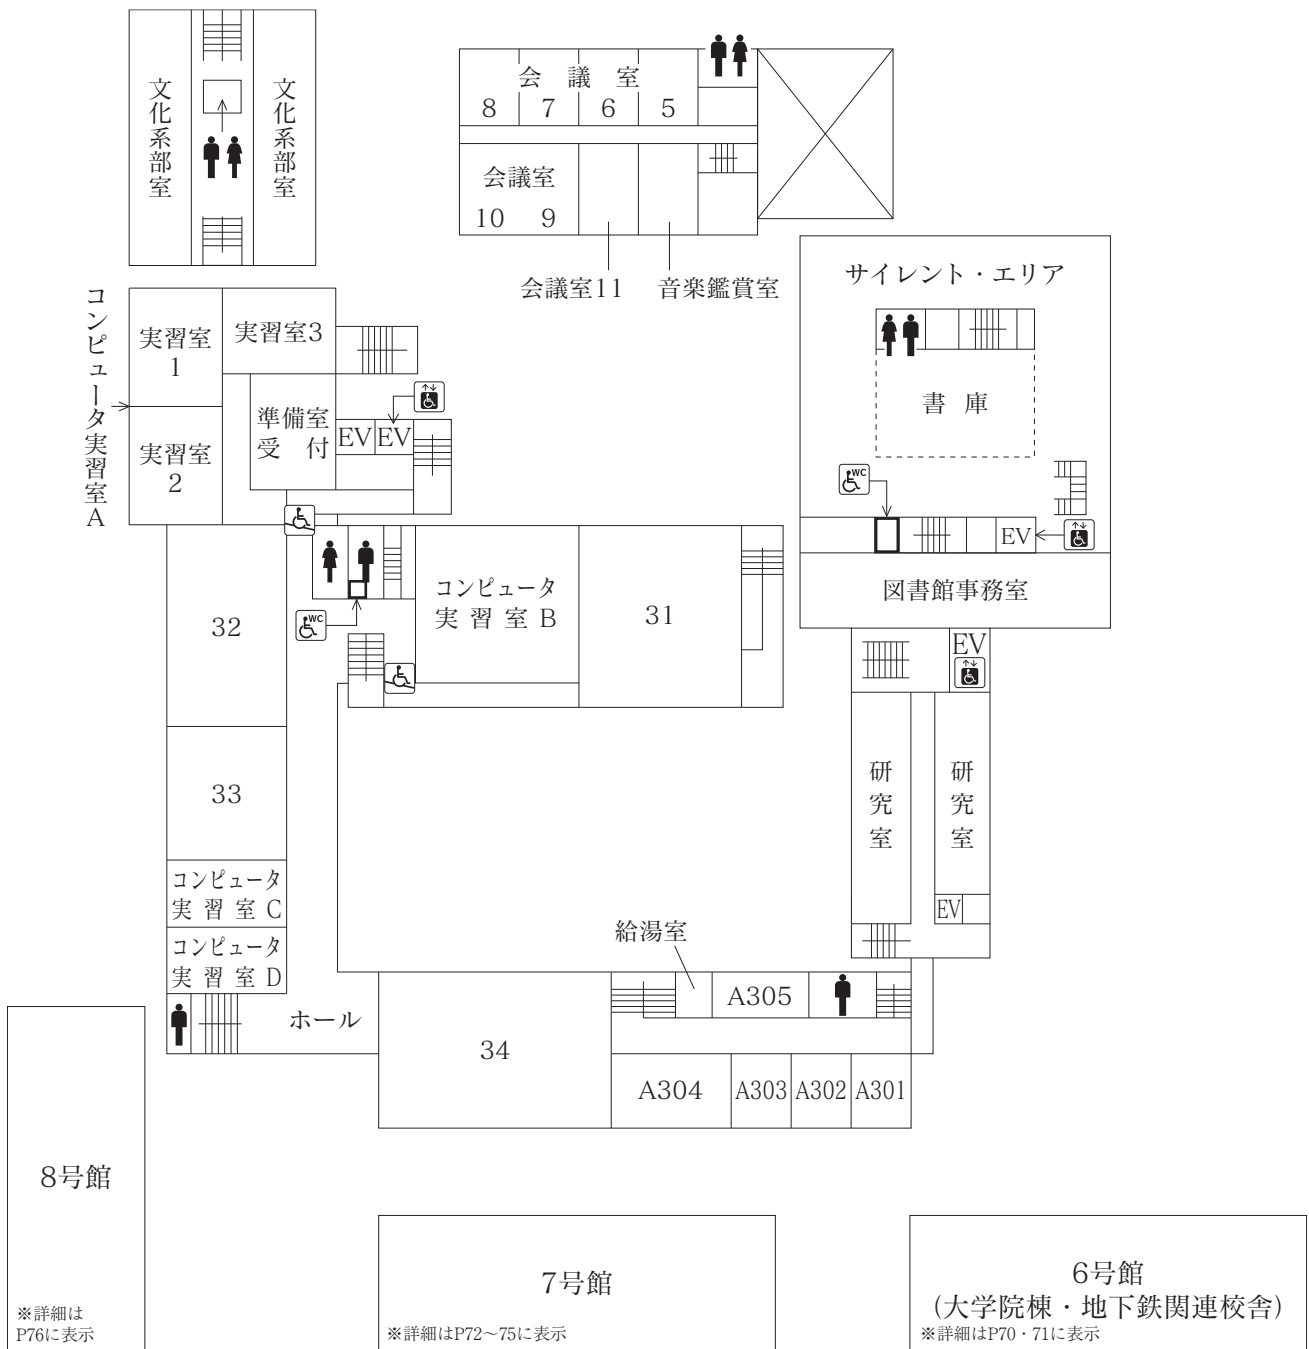 文化系部室
文化系部室
会議室
8 7 6 5
会議室
10 9
会議室11
音楽鑑賞室
サイレント・エリア
書庫
WC
EV
図書館事務室
コンピュータ実習室A
実習室
1
実習室3
実習室
2
準備室
受付
EV
EV
WC
コンピュータ
実習室B
31
32
33
コンピュータ
実習室C
コンピュータ
実習室D
ホール
EV
研究室
研究室
EV
給湯室
A305
34
A304
A303
A302
A301
8号館
※詳細は
P76に表示
7号館
※詳細はP72〜75に表示
6号館
(大学院棟・地下鉄関連校舎)
※詳細はP70・71に表示